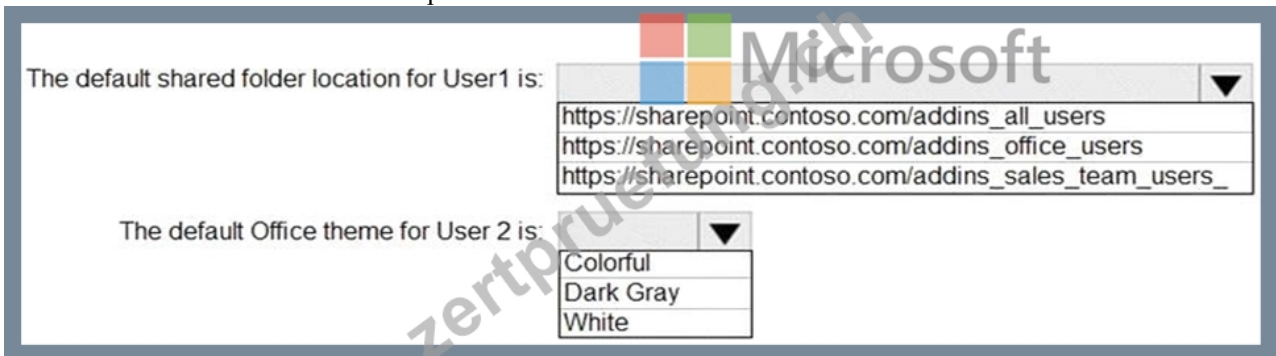 Microsoft
The default shared folder location for User1 is:
https://sharepoint.contoso.com/addins_all_users
https://sharepoint.contoso.com/addins_office_users
https://sharepoint.contoso.com/addins_sales_team_users_
The default Office theme for User 2 is:
Colorful
Dark Gray
White
zertpruefung.ch